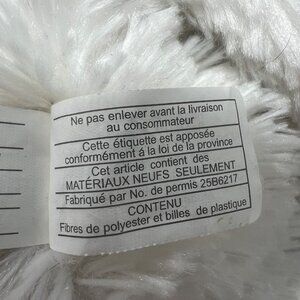 Ne pas enlever avant la livraison
au consommateur
Cette étiquette est apposée
conformément à la loi de la province
Cet article contient des
MATÉRIAUX NEUFS SEULEMENT
Fabriqué par No. de permis 25B6217
CONTENU
Fibres de polyester et billes de plastique